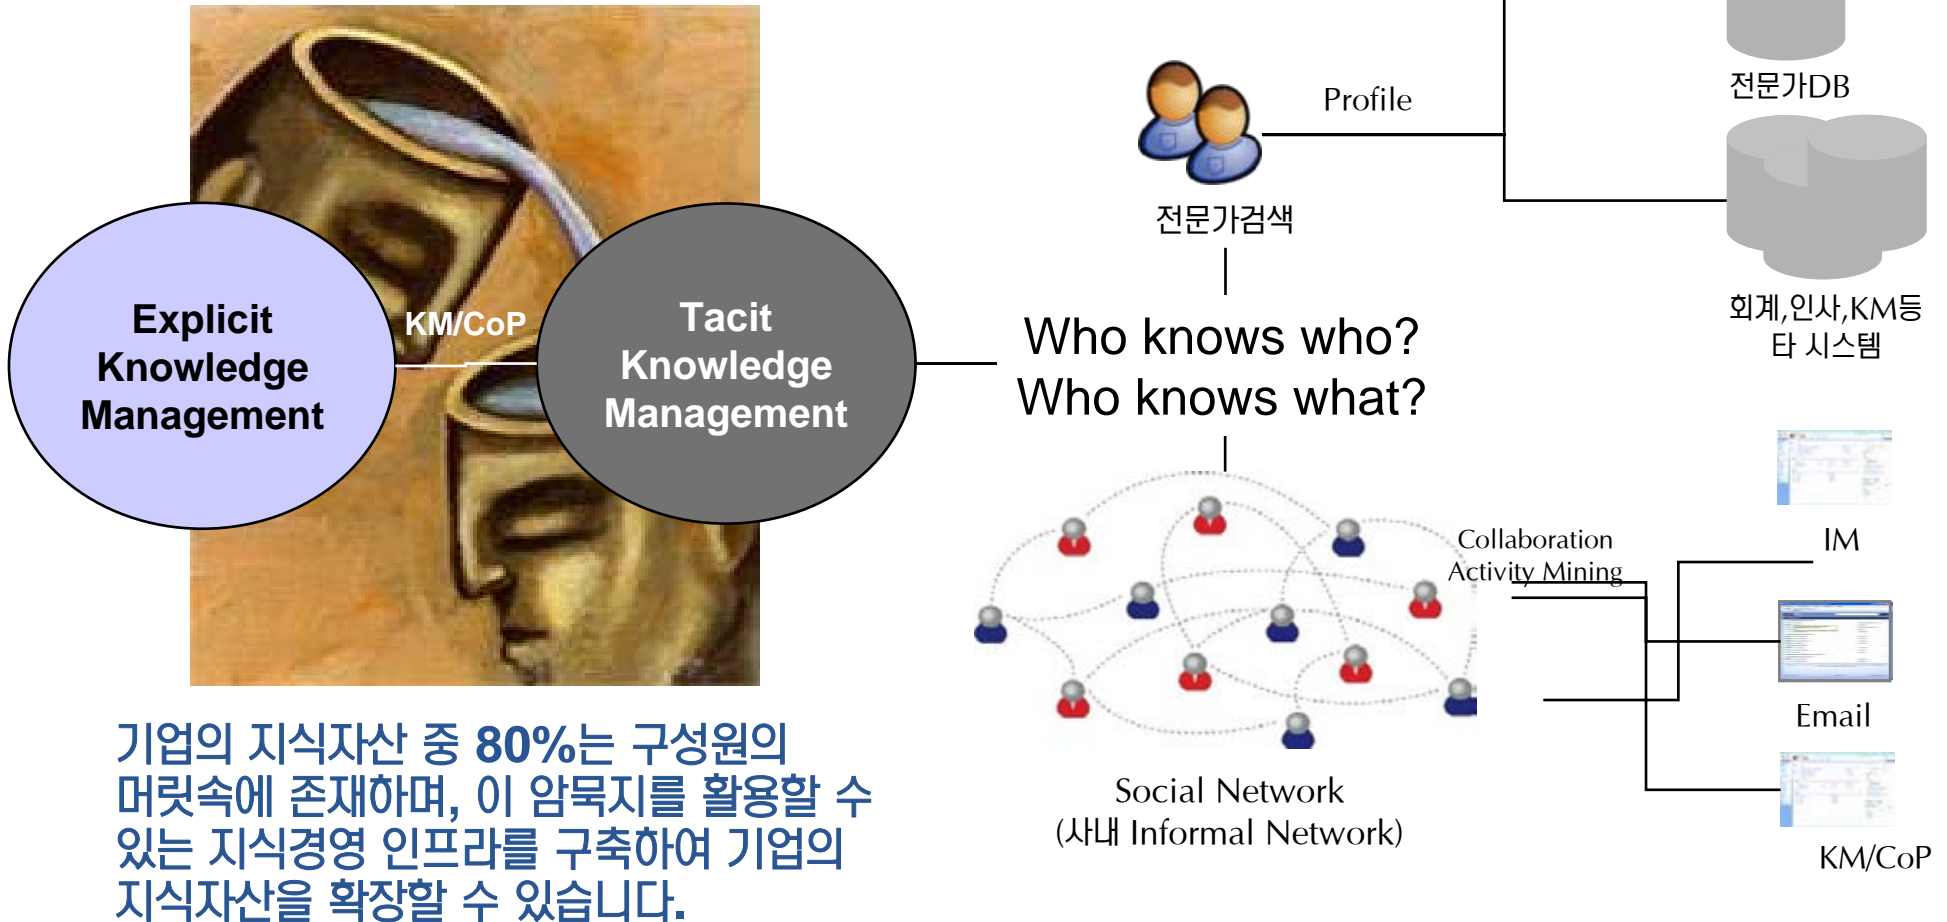 Explicit
Knowledge
Management
KM/CoP
Tacit
Knowledge
Management
기업의 지식자산 중 80%는 구성원의
머릿속에 존재하며, 이 암묵지를 활용할 수
있는 지식경영 인프라를 구축하여 기업의
지식자산을 확장할 수 있습니다.
Profile
전문가검색
전문가DB
회계,인사,KM등
타 시스템
Who knows who?
Who knows what?
Collaboration
Activity Mining
Social Network
(사내 Informal Network)
IM
Email
KM/CoP